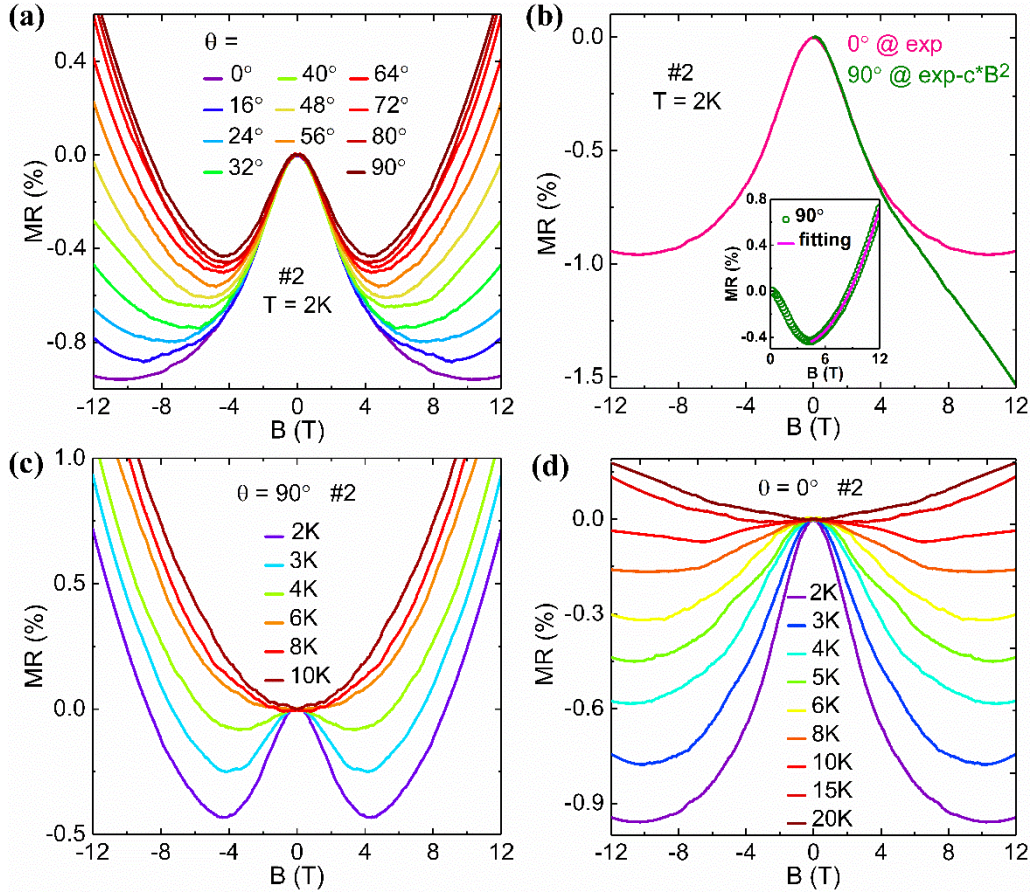 (a)
θ =
0° 40° 64°
16° 48° 72°
24° 56° 80°
32° 90°
#2
T = 2K
0.4
0.0
-0.4
-0.8
MR (%)
-12 -8 -4 0 4 8 12
B (T)
(b)
0° @ exp
90° @ exp-c*B²
#2
T = 2K
0.0
-0.5
-1.0
-1.5
MR (%)
90°
fitting
0.8
0.4
0.0
-0.4
MR (%)
0 6 12
B (T)
-12 -8 -4 0 4 8 12
B (T)
(c)
θ = 90° #2
2K
3K
4K
6K
8K
10K
1.0
0.5
0.0
-0.5
MR (%)
-12 -8 -4 0 4 8 12
B (T)
(d)
θ = 0° #2
2K
3K
4K
5K
6K
8K
10K
15K
20K
0.0
-0.3
-0.6
-0.9
MR (%)
-12 -8 -4 0 4 8 12
B (T)